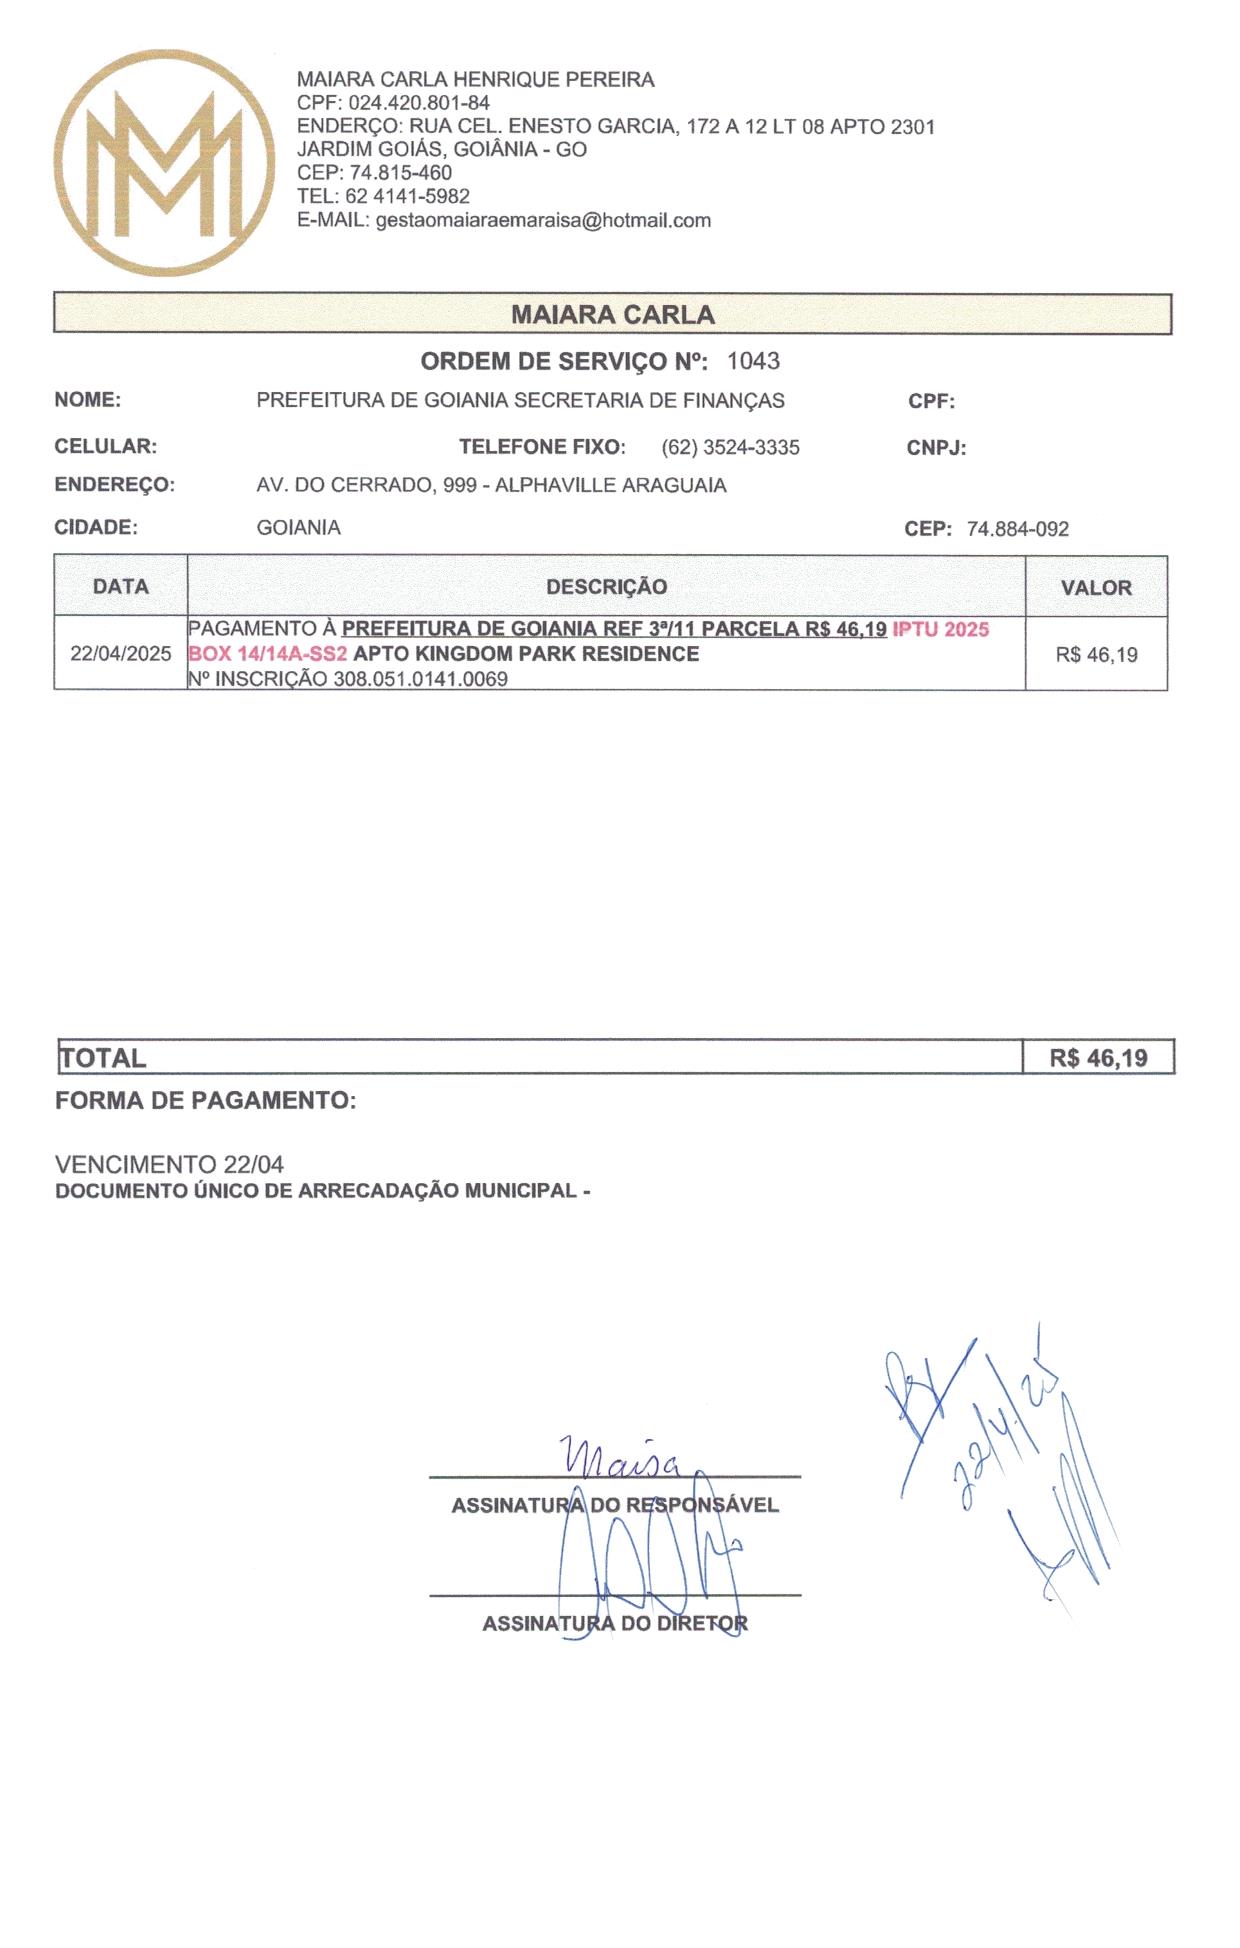 MAIARA CARLA HENRIQUE PEREIRA
CPF: 024.420.801-84
ENDERÇO: RUA CEL. ENESTO GARCIA, 172 A 12 LT 08 APTO 2301
JARDIM GOIÁS, GOIÂNIA - GO
CEP: 74.815-460
TEL: 62 4141-5982
E-MAIL: gestaomaiaraemaraisa@hotmail.com
MAIARA CARLA
ORDEM DE SERVIÇO Nº: 1043
NOME: PREFEITURA DE GOIANIA SECRETARIA DE FINANÇAS CPF:
CELULAR: TELEFONE FIXO: (62) 3524-3335 CNPJ:
ENDEREÇO: AV. DO CERRADO, 999 - ALPHAVILLE ARAGUAIA
CIDADE: GOIANIA CEP: 74.884-092
DATA DESCRIÇÃO VALOR
PAGAMENTO À PREFEITURA DE GOIANIA REF 3ª/11 PARCELA R$ 46,19 IPTU 2025
22/04/2025 BOX 14/14A-SS2 APTO KINGDOM PARK RESIDENCE R$ 46,19
Nº INSCRIÇÃO 308.051.0141.0069
TOTAL R$ 46,19
FORMA DE PAGAMENTO:
VENCIMENTO 22/04
DOCUMENTO ÚNICO DE ARRECADAÇÃO MUNICIPAL -
22/4/25
Maisa
ASSINATURA DO RESPONSÁVEL
ASSINATURA DO DIRETOR